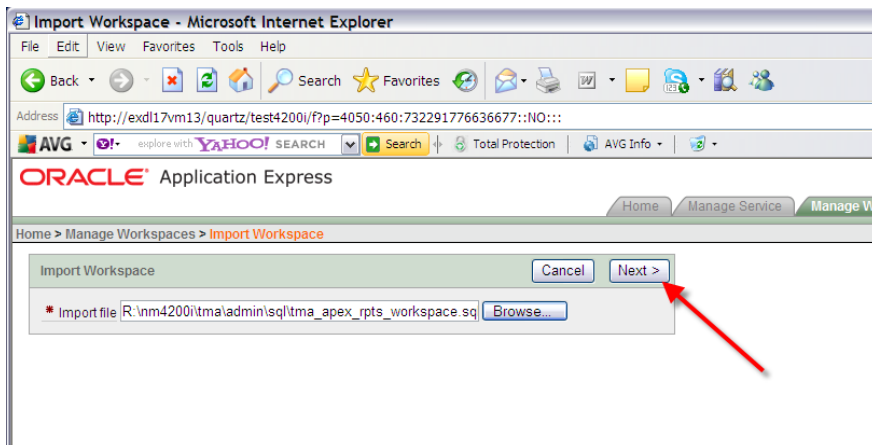 Import Workspace - Microsoft Internet Explorer
File Edit View Favorites Tools Help
Back Search Favorites
Address http://exdl17vm13/quartz/test4200i/f?p=4050:460:732291776636677::NO:::
AVG Y! explore with YAHOO! SEARCH Search Total Protection AVG Info
ORACLE Application Express
Home Manage Service Manage W
Home > Manage Workspaces > Import Workspace
Import Workspace Cancel Next >
* Import file R:\nm4200i\tma\admin\sql\tma_apex_rpts_workspace.sq Browse...